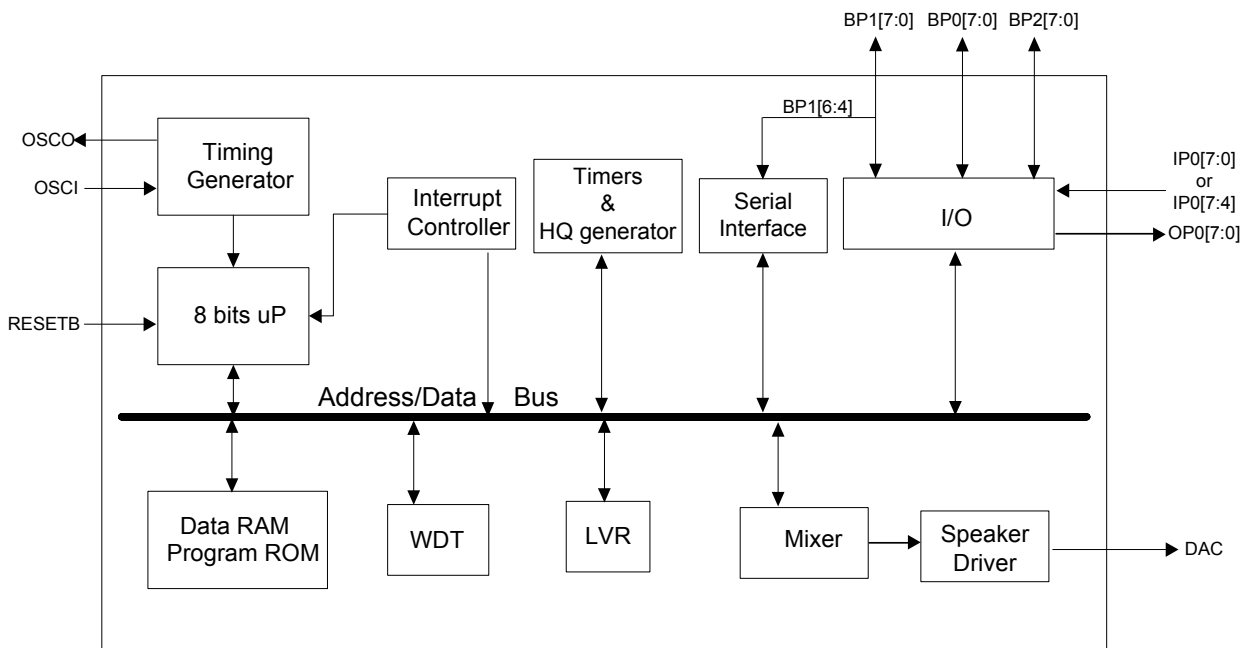 BP1[7:0] BP0[7:0] BP2[7:0]
BP1[6:4]
OSCO
OSCI
Timing
Generator
Interrupt
Controller
Timers
&
HQ generator
Serial
Interface
I/O
IP0[7:0]
or
IP0[7:4]
OP0[7:0]
RESETB
8 bits uP
Address/Data Bus
Data RAM
Program ROM
WDT
LVR
Mixer
Speaker
Driver
DAC